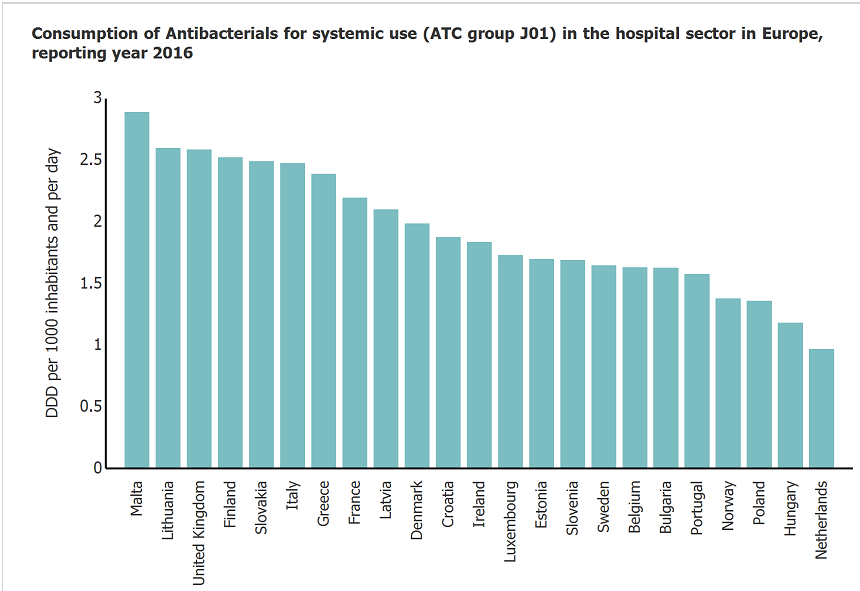 Consumption of Antibacterials for systemic use (ATC group J01) in the hospital sector in Europe,
reporting year 2016
DDD per 1000 inhabitants and per day
3
2.5
2
1.5
1
0.5
0
Malta
Lithuania
United Kingdom
Finland
Slovakia
Italy
Greece
France
Latvia
Denmark
Croatia
Ireland
Luxembourg
Estonia
Slovenia
Sweden
Belgium
Bulgaria
Portugal
Norway
Poland
Hungary
Netherlands